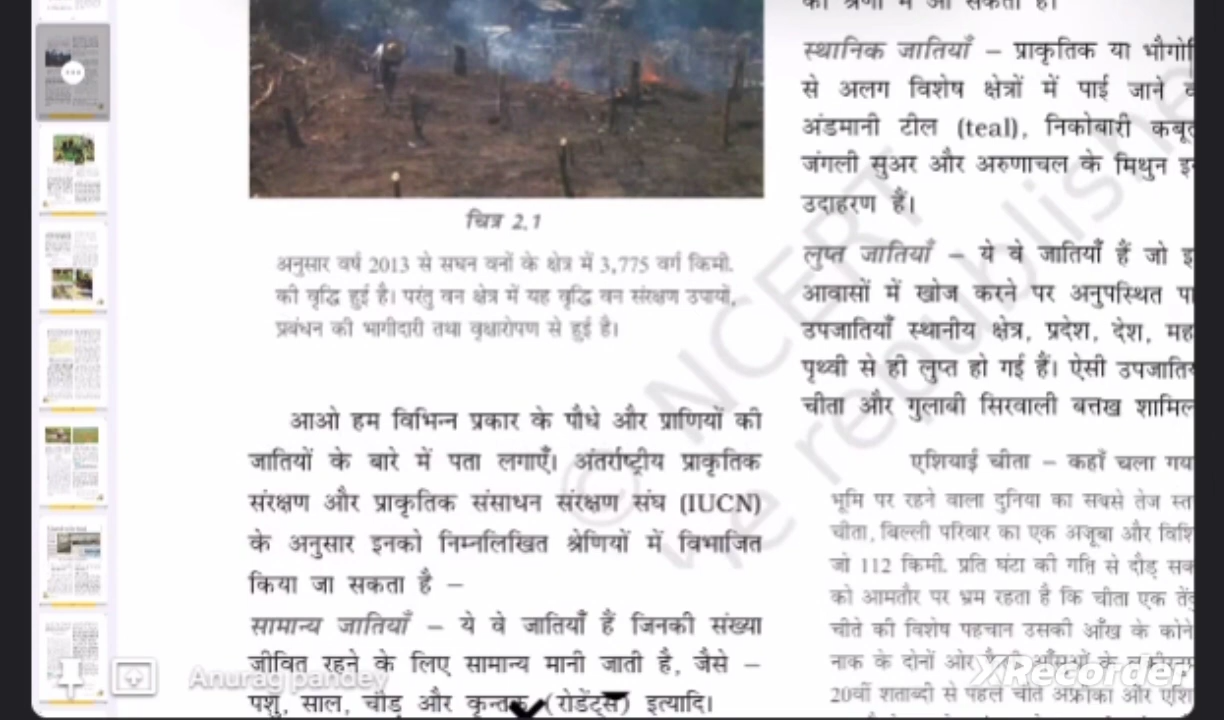 चित्र 2.1
अनुसार वर्ष 2013 से सघन वनों के क्षेत्र में 3,775 वर्ग किमी.
की वृद्धि हुई है। परंतु वन क्षेत्र में यह वृद्धि वन संरक्षण उपायों,
प्रबंधन की भागीदारी तथा वृक्षारोपण से हुई है।
आओ हम विभिन्न प्रकार के पौधे और प्राणियों की
जातियों के बारे में पता लगाएँ। अंतर्राष्ट्रीय प्राकृतिक
संरक्षण और प्राकृतिक संसाधन संरक्षण संघ (IUCN)
के अनुसार इनको निम्नलिखित श्रेणियों में विभाजित
किया जा सकता है –
सामान्य जातियाँ – ये वे जातियाँ हैं जिनकी संख्या
जीवित रहने के लिए सामान्य मानी जाती है, जैसे –
पशु, साल, चीड़ और कृन्तक (रोडेंट्स) इत्यादि।
की श्रेणी में आ सकती है।
स्थानिक जातियाँ – प्राकृतिक या
से अलग विशेष क्षेत्रों में पाई जाने
अंडमानी टील (teal), निकोबारी
जंगली सुअर और अरुणाचल के मिथुन
उदाहरण हैं।
लुप्त जातियाँ – ये वे जातियाँ हैं जो
आवासों में खोज करने पर अनुपस्थित
उपजातियाँ स्थानीय क्षेत्र, प्रदेश, देश,
पृथ्वी से ही लुप्त हो गई हैं। ऐसी
चीता और गुलाबी सिरवाली बत्तख
एशियाई चीता – कहाँ चला
भूमि पर रहने वाला दुनिया का सबसे तेज
चीता, बिल्ली परिवार का एक अजूबा और
जो 112 किमी. प्रति घंटा की गति से दौड़
को आमतौर पर भ्रम रहता है कि चीता एक
चीते की विशेष पहचान उसकी आँख के कोने
नाक के दोनों ओर
20वीं शताब्दी से पहले चीते अफ्रीका और
© NCERT
be republished
Anurag pandey
XRecorder